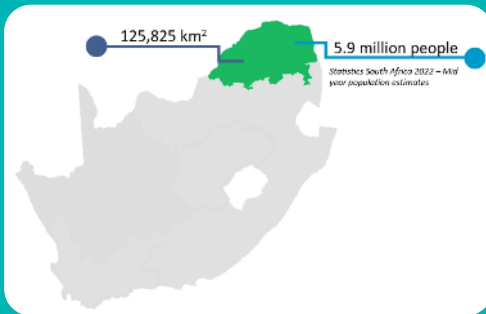 125,825 km²
5.9 million people
Statistics South Africa 2022 – Mid
year population estimates